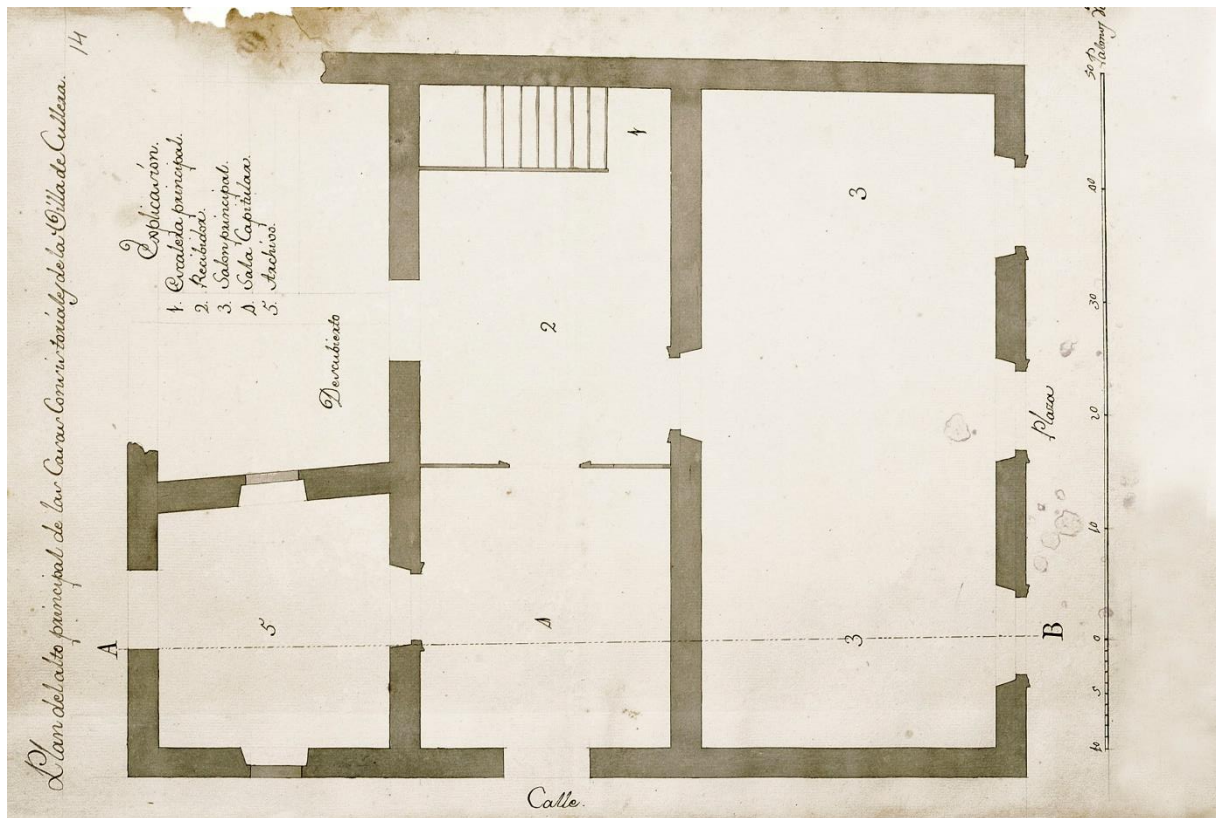 14
Plan del alto principal de las Casas Consistoriales de la Villa de Cullera.
Explicación.
1. Escalera principal.
2. Recibidor.
3. Salon principal.
4. Sala Capitular.
5. Archivo.
Descubierto
1
2
3
3
4
5
A
B
Plaza
Calle.
10
5
0
10
20
30
40
50 P.
Palmos